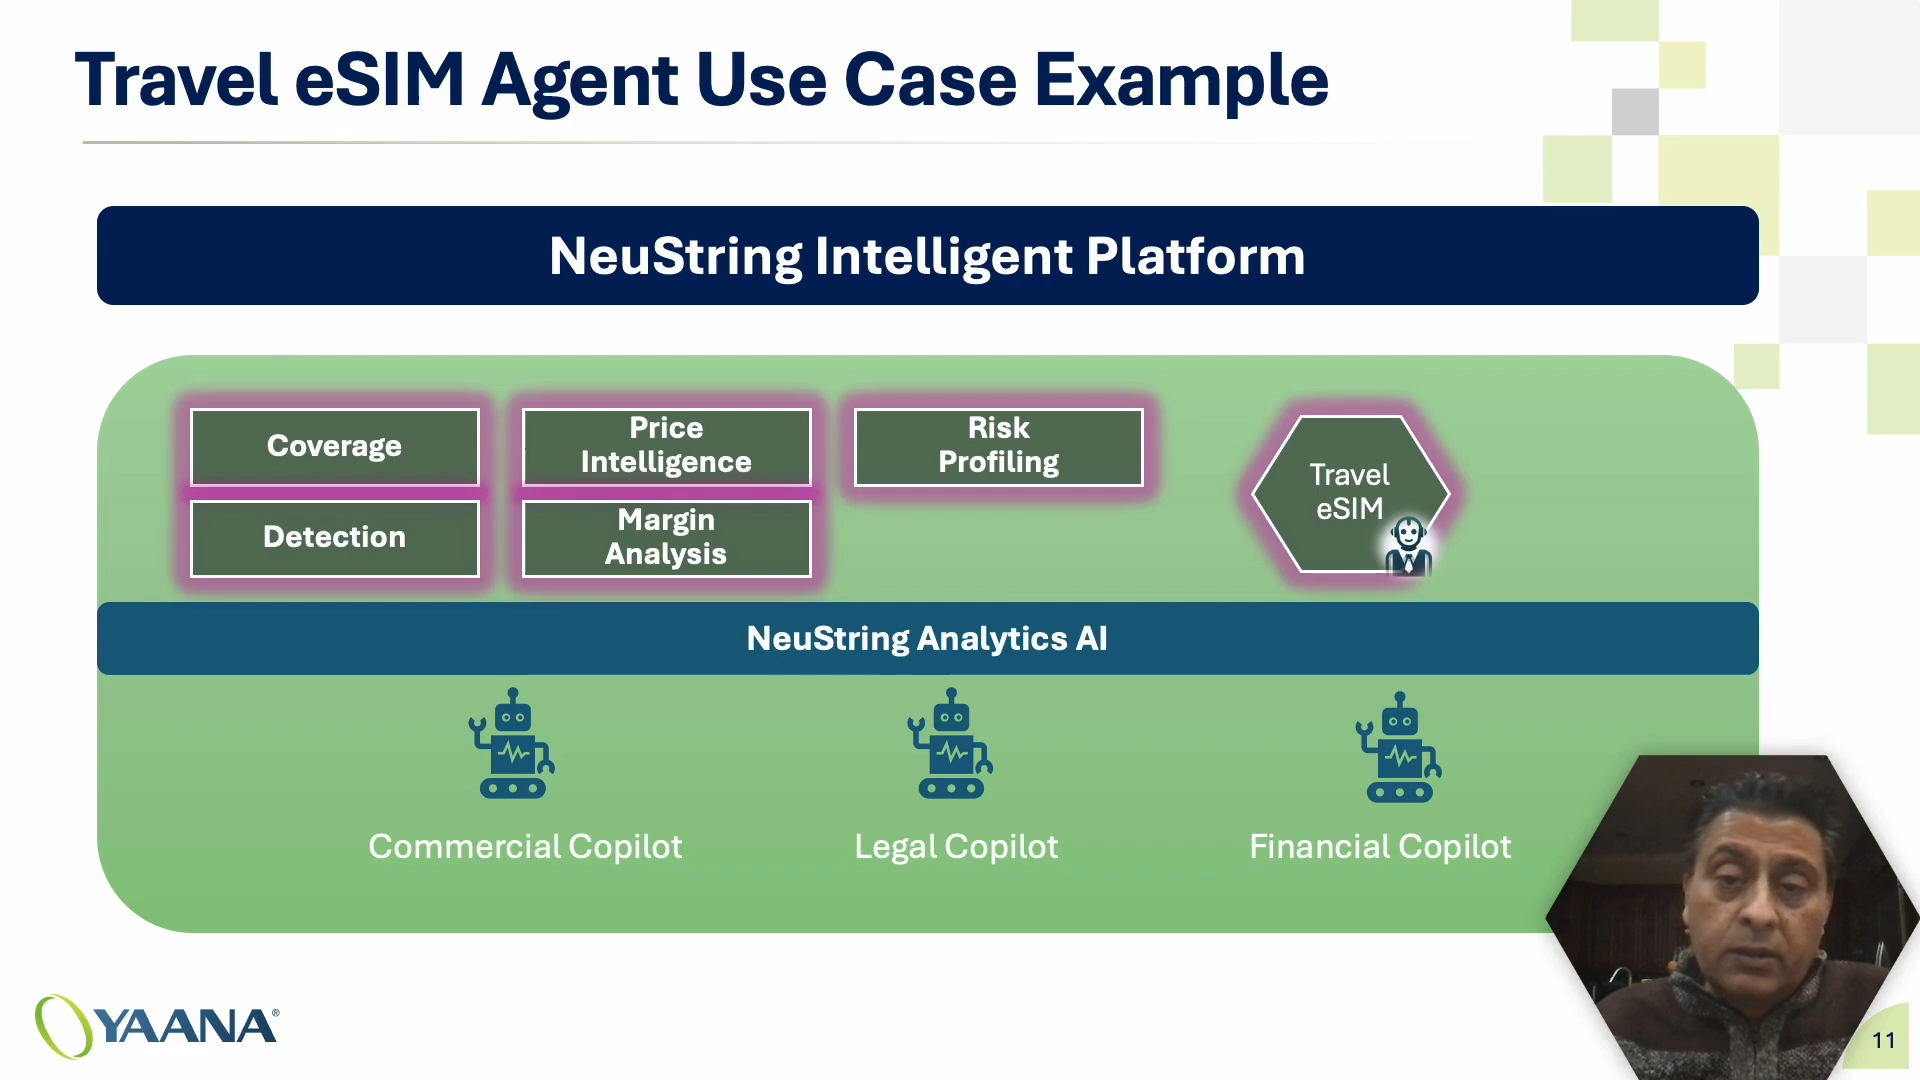 Travel eSIM Agent Use Case Example
NeuString Intelligent Platform
Coverage
Price
Intelligence
Risk
Profiling
Detection
Margin
Analysis
Travel
eSIM
NeuString Analytics AI
Commercial Copilot
Legal Copilot
Financial Copilot
YAANA®
11